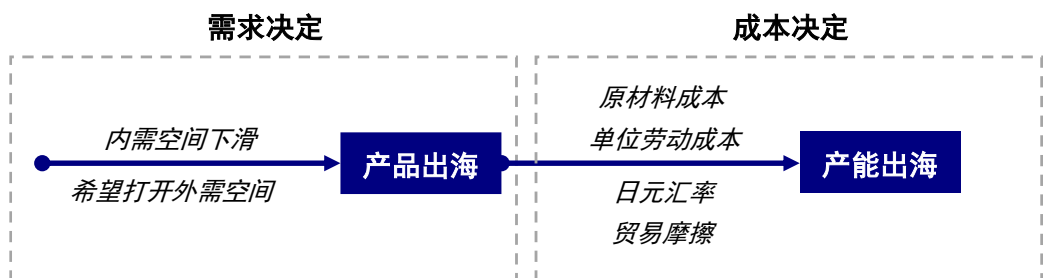 需求决定
内需空间下滑
希望打开外需空间
产品出海
成本决定
原材料成本
单位劳动成本
日元汇率
贸易摩擦
产能出海